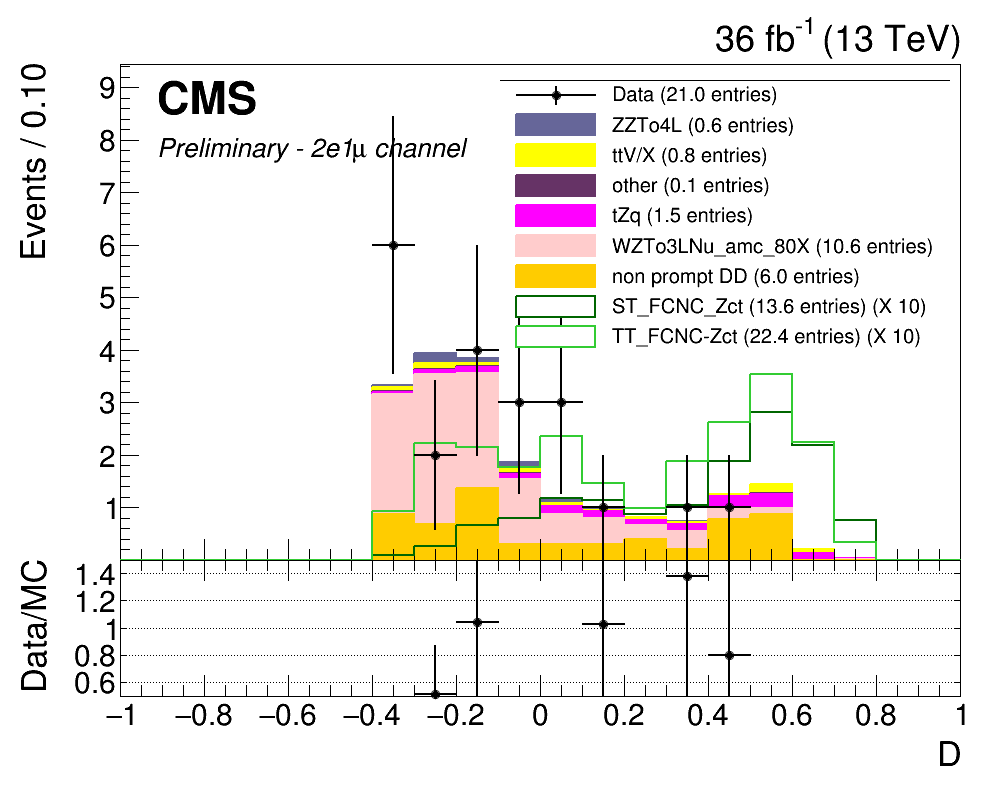 36 fb-1 (13 TeV)
CMS
Preliminary - 2e1μ channel
Data (21.0 entries)
ZZTo4L (0.6 entries)
ttV/X (0.8 entries)
other (0.1 entries)
tZq (1.5 entries)
WZTo3LNu_amc_80X (10.6 entries)
non prompt DD (6.0 entries)
ST_FCNC_Zct (13.6 entries) (X 10)
TT_FCNC-Zct (22.4 entries) (X 10)
Events / 0.10
9
8
7
6
5
4
3
2
1
Data/MC
1.4
1.2
1
0.8
0.6
−1 −0.8 −0.6 −0.4 −0.2 0 0.2 0.4 0.6 0.8 1
D